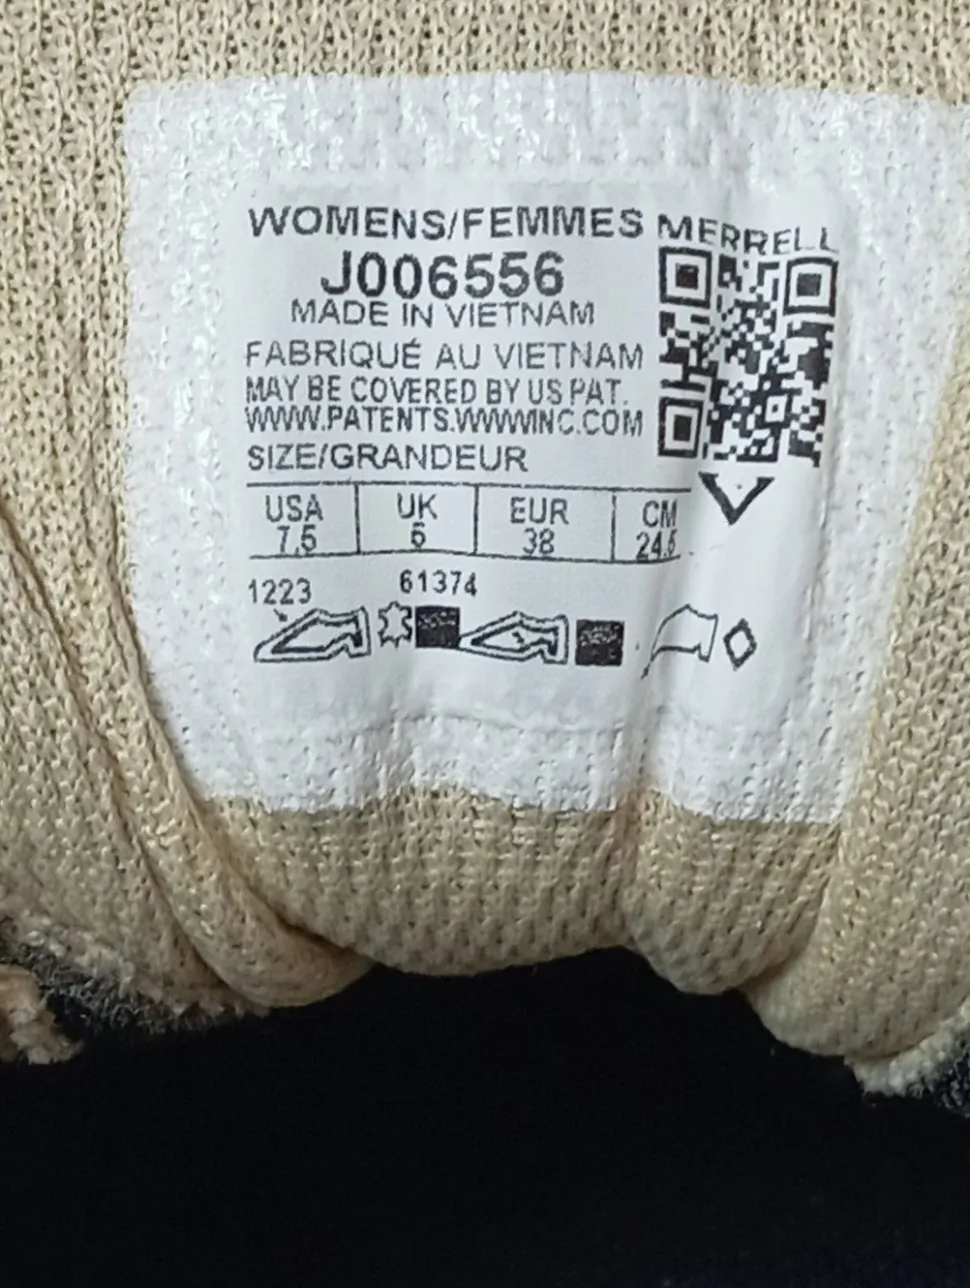 WOMENS/FEMMES MERRELL
J006556
MADE IN VIETNAM
FABRIQUÉ AU VIETNAM
MAY BE COVERED BY US PAT.
WWW.PATENTS.WWWINC.COM
SIZE/GRANDEUR
USA UK EUR CM
7.5 5 38 24.5
1223 61374